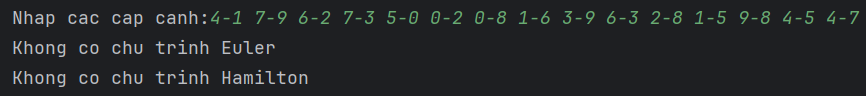 Nhap cac cap canh:4-1 7-9 6-2 7-3 5-0 0-2 0-8 1-6 3-9 6-3 2-8 1-5 9-8 4-5 4-7
Khong co chu trinh Euler
Khong co chu trinh Hamilton